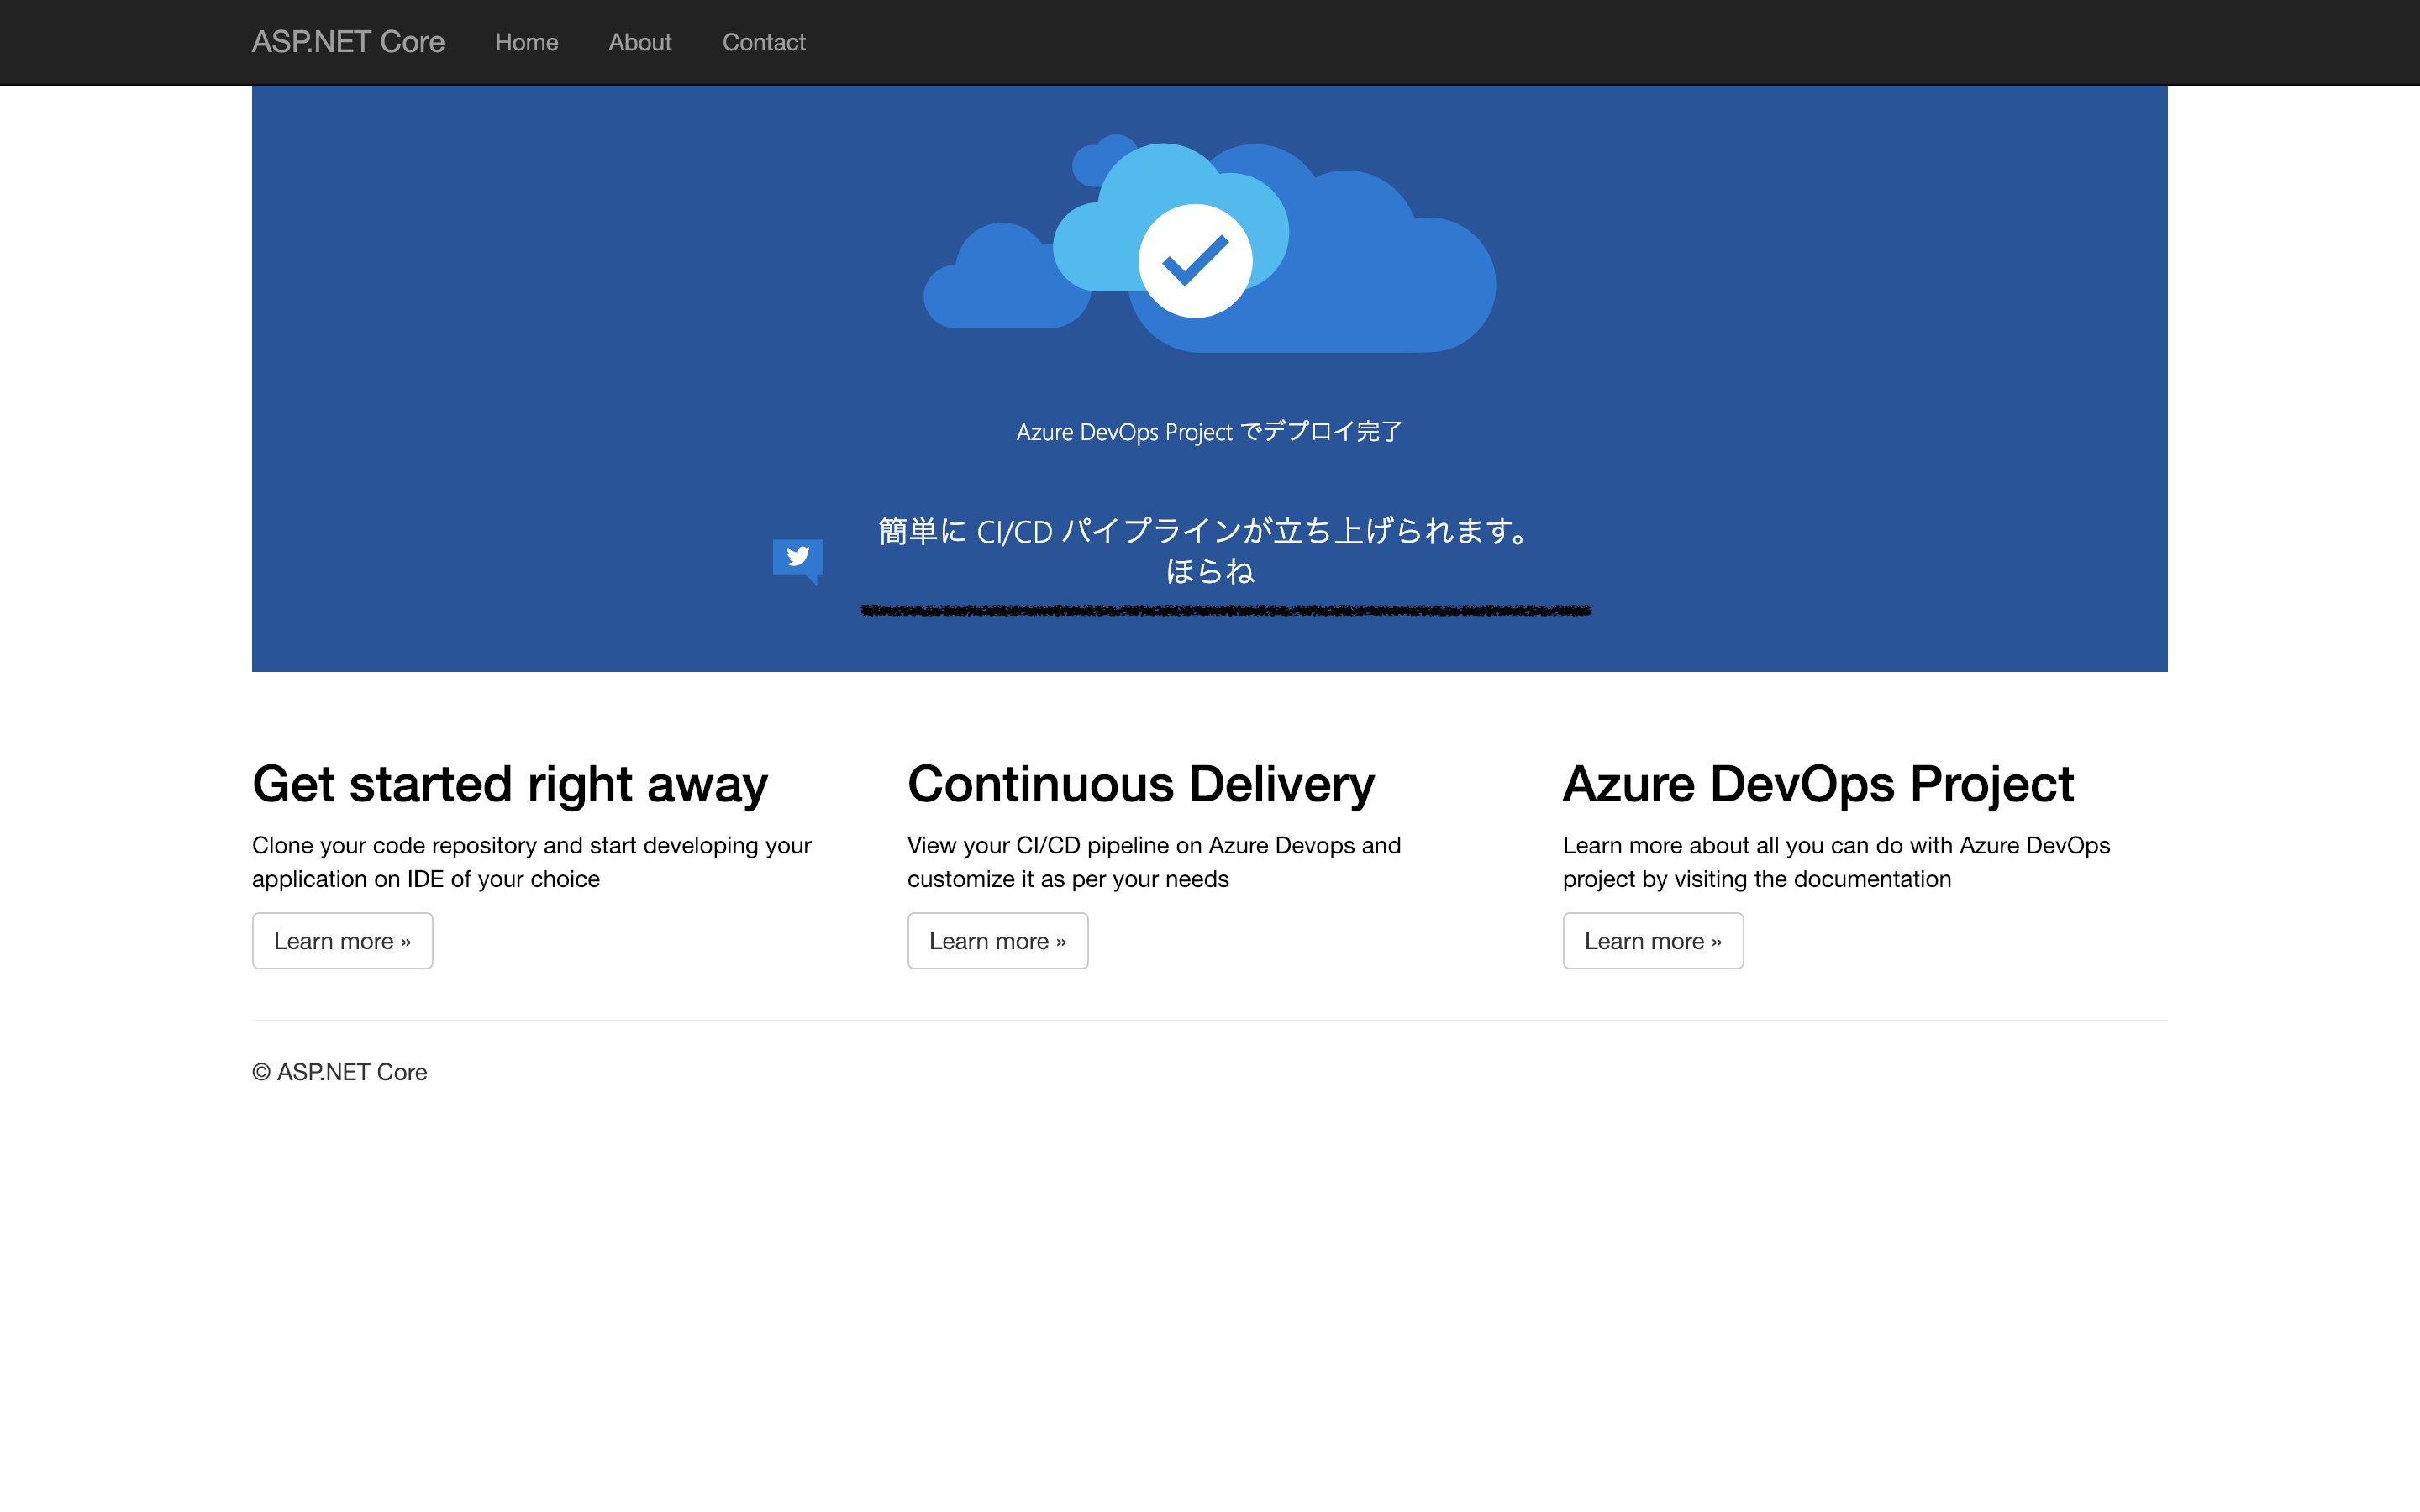 ASP.NET Core Home About Contact
Azure DevOps Project でデプロイ完了
簡単に CI/CD パイプラインが立ち上げられます。
ほらね
Get started right away
Clone your code repository and start developing your
application on IDE of your choice
Learn more »
Continuous Delivery
View your CI/CD pipeline on Azure Devops and
customize it as per your needs
Learn more »
Azure DevOps Project
Learn more about all you can do with Azure DevOps
project by visiting the documentation
Learn more »
© ASP.NET Core